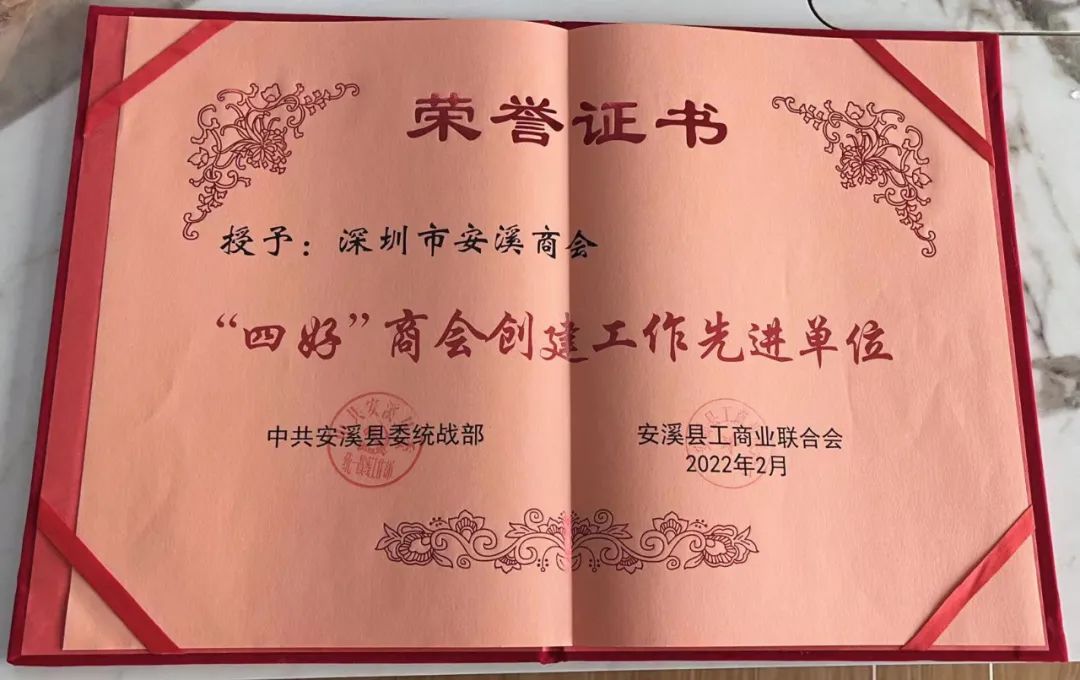 荣誉证书
授予：深圳市安溪商会
“四好”商会创建工作先进单位
中共安溪县委统战部
安溪县工商业联合会
2022年2月